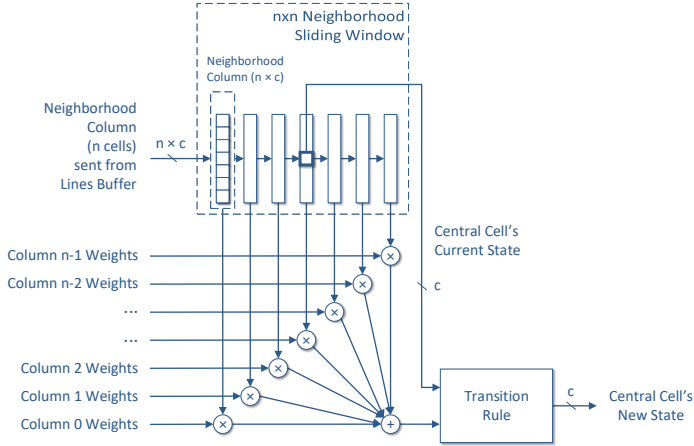 nxn Neighborhood
Sliding Window
Neighborhood
Column (n × c)
Neighborhood
Column
(n cells)
sent from
Lines Buffer
n × c
Central Cell's
Current State
c
Column n-1 Weights
×
Column n-2 Weights
×
...
×
...
×
Column 2 Weights
×
Column 1 Weights
×
Column 0 Weights
×
+
Transition
Rule
c
Central Cell's
New State